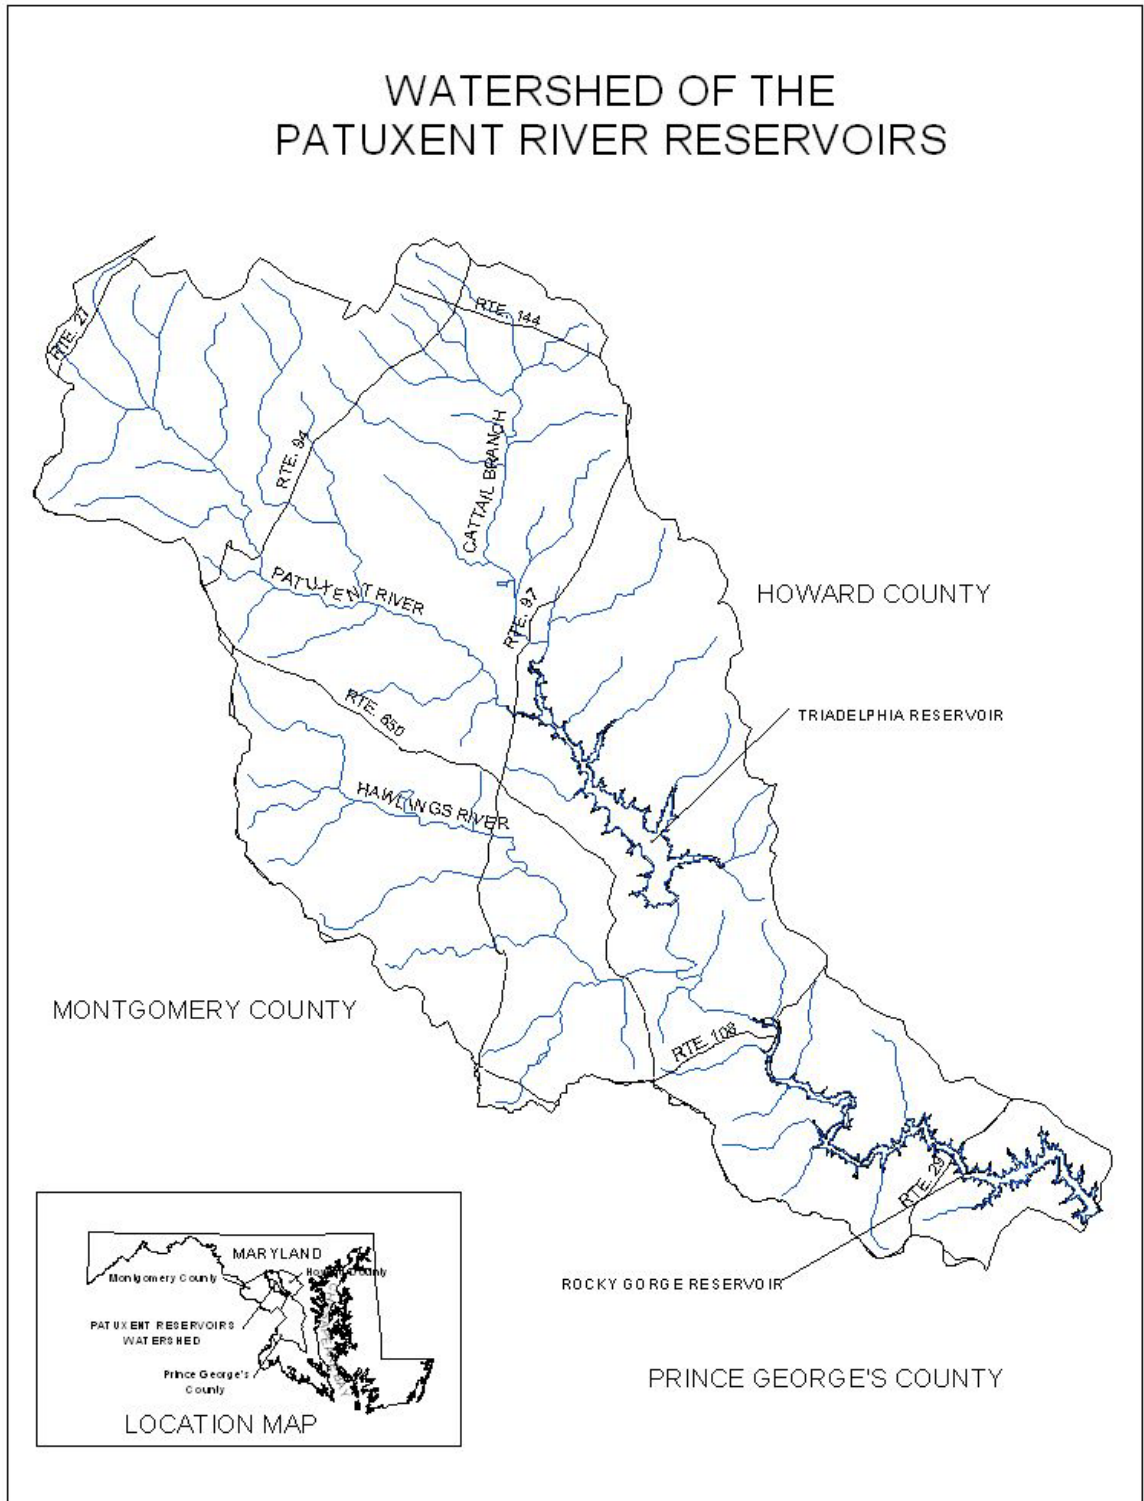 WATERSHED OF THE
PATUXENT RIVER RESERVOIRS
RTE. 27
RTE. 144
RTE. 94
CATTAIL BRANCH
PATUXENT RIVER
RTE. 97
HOWARD COUNTY
RTE. 650
TRIADELPHIA RESERVOIR
HAWLINGS RIVER
MONTGOMERY COUNTY
RTE. 108
RTE. 29
ROCKY GORGE RESERVOIR
PRINCE GEORGE'S COUNTY
MARYLAND
Montgomery County
Howard County
PATUXENT RESERVOIRS
WATERSHED
Prince George's
County
LOCATION MAP